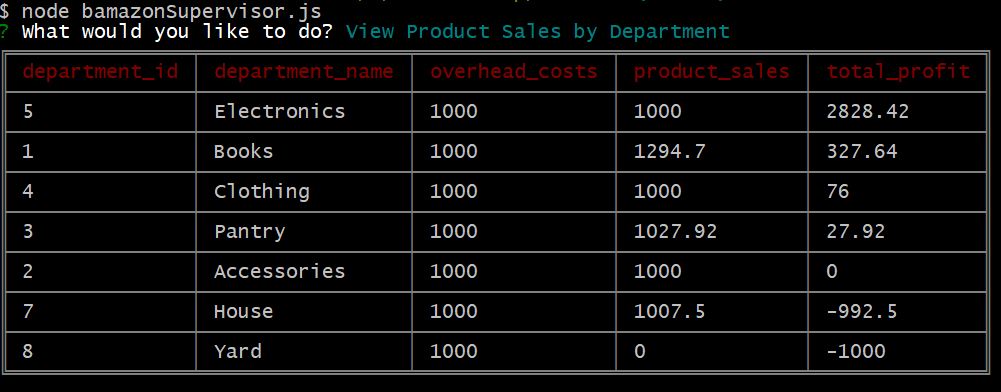 $ node bamazonSupervisor.js
? What would you like to do? View Product Sales by Department
department_id department_name overhead_costs product_sales total_profit
5 Electronics 1000 1000 2828.42
1 Books 1000 1294.7 327.64
4 Clothing 1000 1000 76
3 Pantry 1000 1027.92 27.92
2 Accessories 1000 1000 0
7 House 1000 1007.5 -992.5
8 Yard 1000 0 -1000